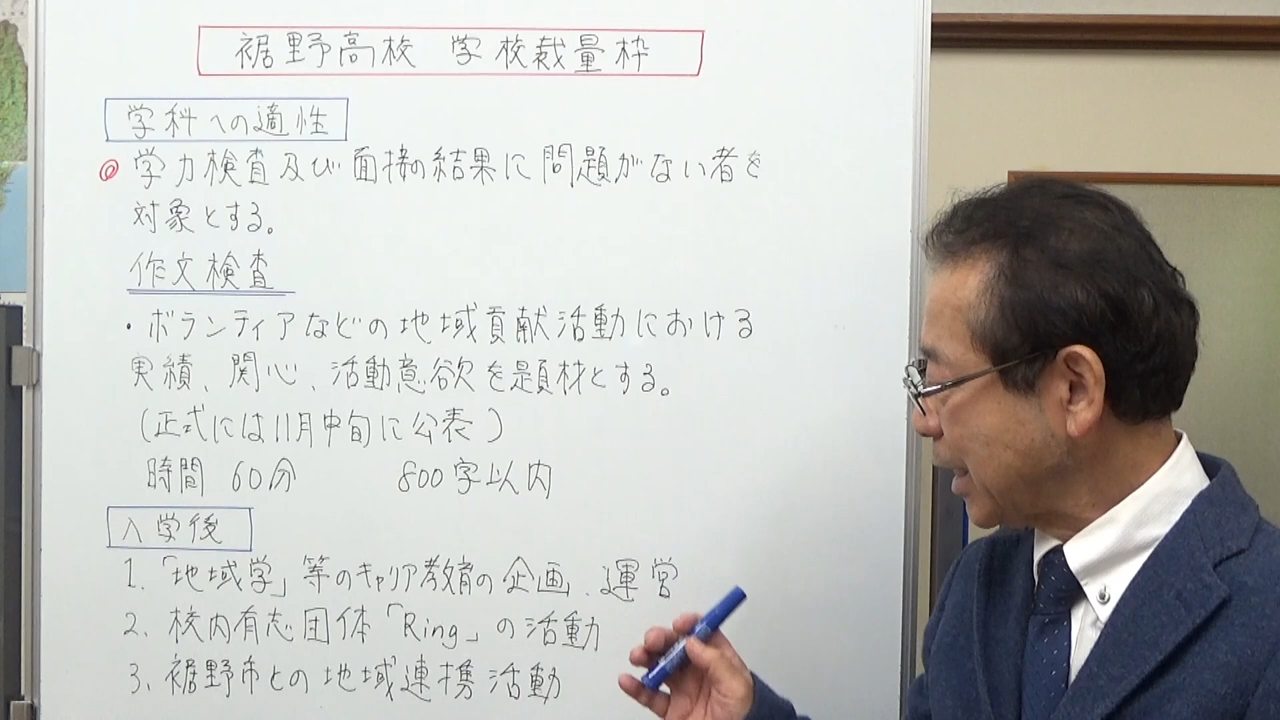 裾野高校 学校裁量枠
学科への適性
◎ 学力検査及び面接の結果に問題がない者を
対象とする。
作文検査
・ボランティアなどの地域貢献活動における
実績、関心、活動意欲を題材とする。
(正式には11月中旬に公表)
時間 60分 800字以内
入学後
1.「地域学」等のキャリア教育の企画、運営
2. 校内有志団体「Ring」の活動
3、裾野市との地域連携活動